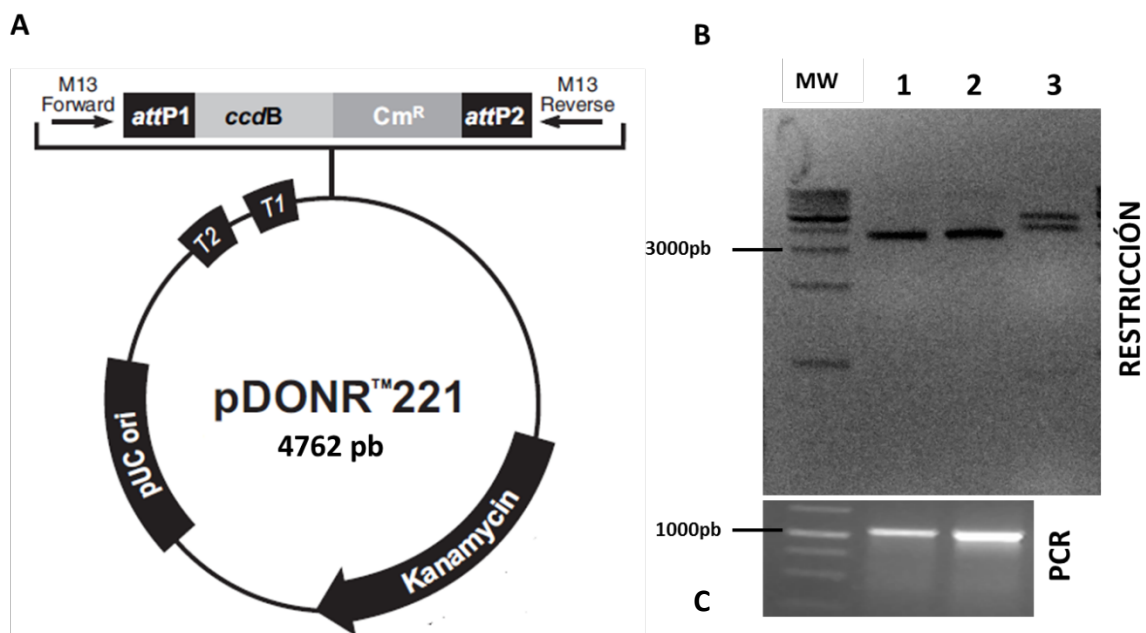 A
M13
Forward
M13
Reverse
attP1
ccdB
CmR
attP2
T1
T2
pUC ori
Kanamycin
pDONR™221
4762 pb
B
MW
1
2
3
3000pb
RESTRICCIÓN
1000pb
PCR
C